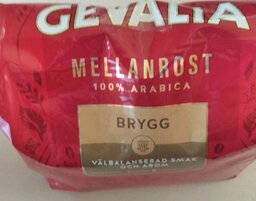 GEVALIA
MELLANROST
100% ARABICA
BRYGG
VÄLBALANSERAD SMAK
OCH AROM